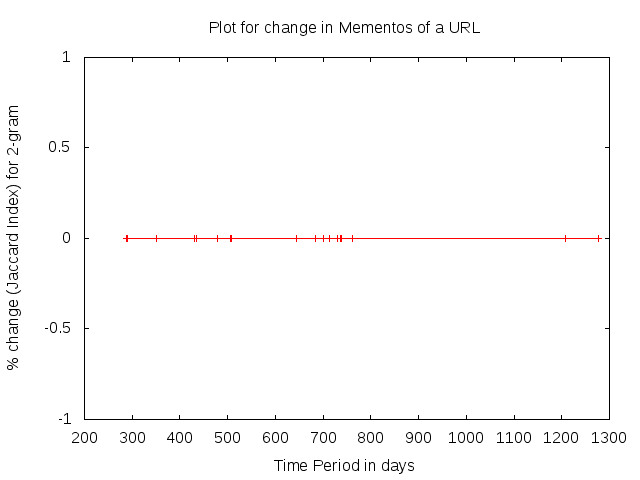 Plot for change in Mementos of a URL
% change (Jaccard Index) for 2-gram
1
0.5
0
-0.5
-1
200 300 400 500 600 700 800 900 1000 1100 1200 1300
Time Period in days